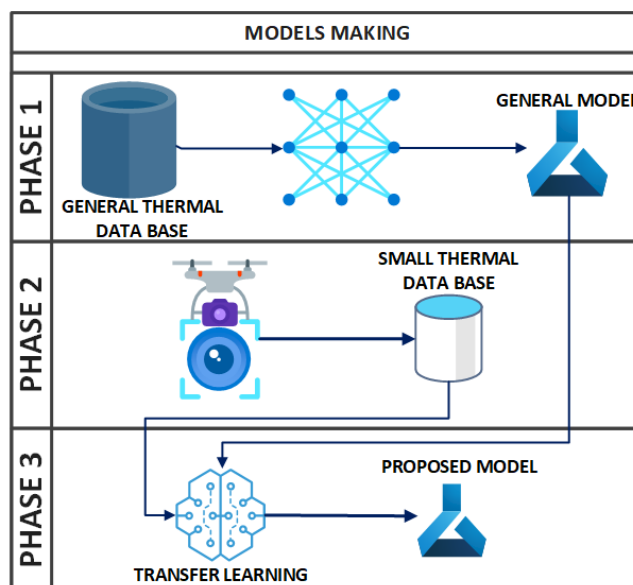 MODELS MAKING
PHASE 1
GENERAL THERMAL
DATA BASE
GENERAL MODEL
PHASE 2
SMALL THERMAL
DATA BASE
PHASE 3
TRANSFER LEARNING
PROPOSED MODEL